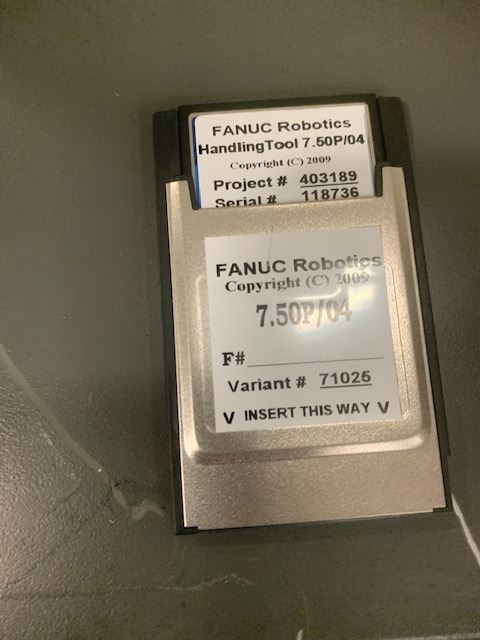 FANUC Robotics
HandlingTool 7.50P/04
Copyright (C) 2009
Project # 403189
Serial # 118736
FANUC Robotics
Copyright (C) 2009
7.50P/04
F#
Variant # 71025
V INSERT THIS WAY V